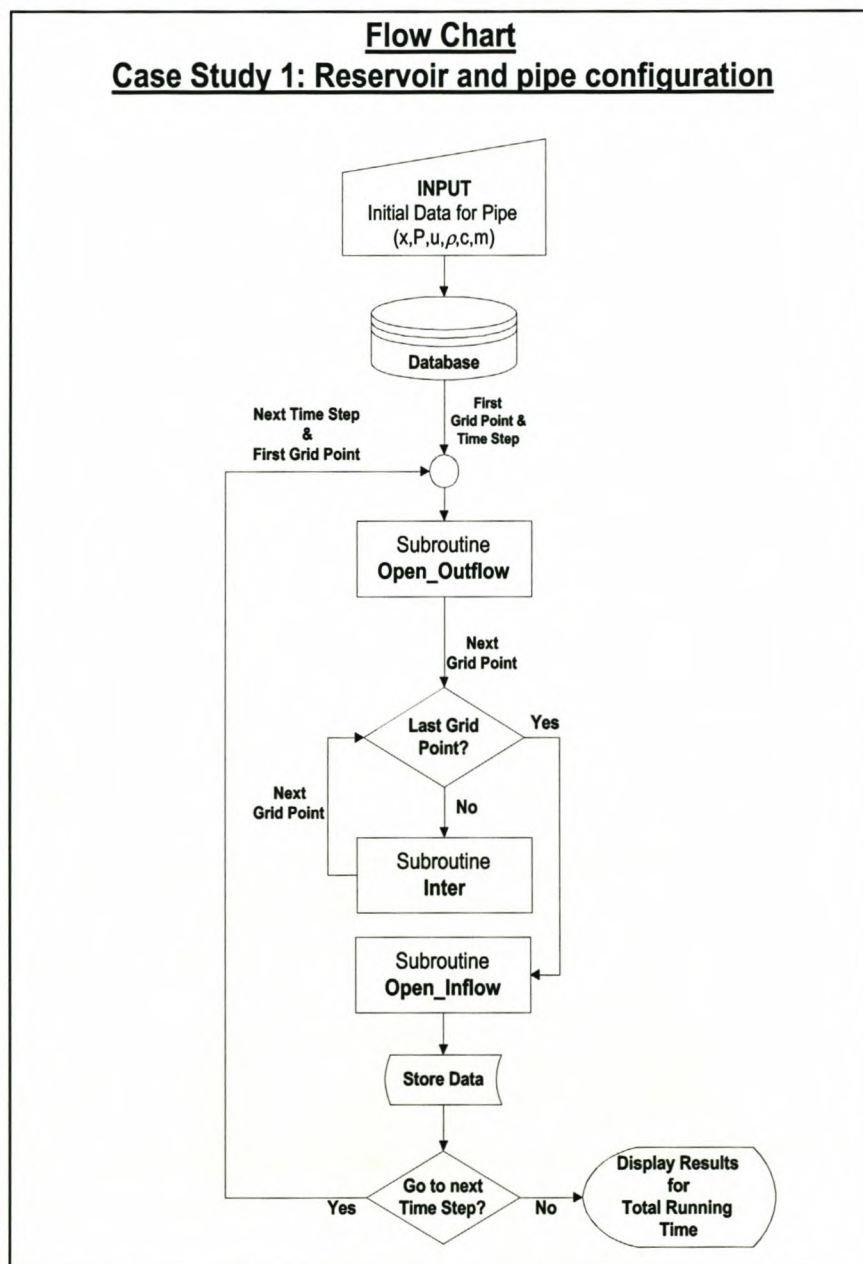 Flow Chart
Case Study 1: Reservoir and pipe configuration
INPUT
Initial Data for Pipe
(x,P,u,ρ,c,m)
Database
First
Grid Point &
Time Step
Next Time Step
&
First Grid Point
Subroutine
Open_Outflow
Next
Grid Point
Last Grid
Point?
Yes
Next
Grid Point
No
Subroutine
Inter
Subroutine
Open_Inflow
Store Data
Go to next
Time Step?
Yes
No
Display Results
for
Total Running
Time